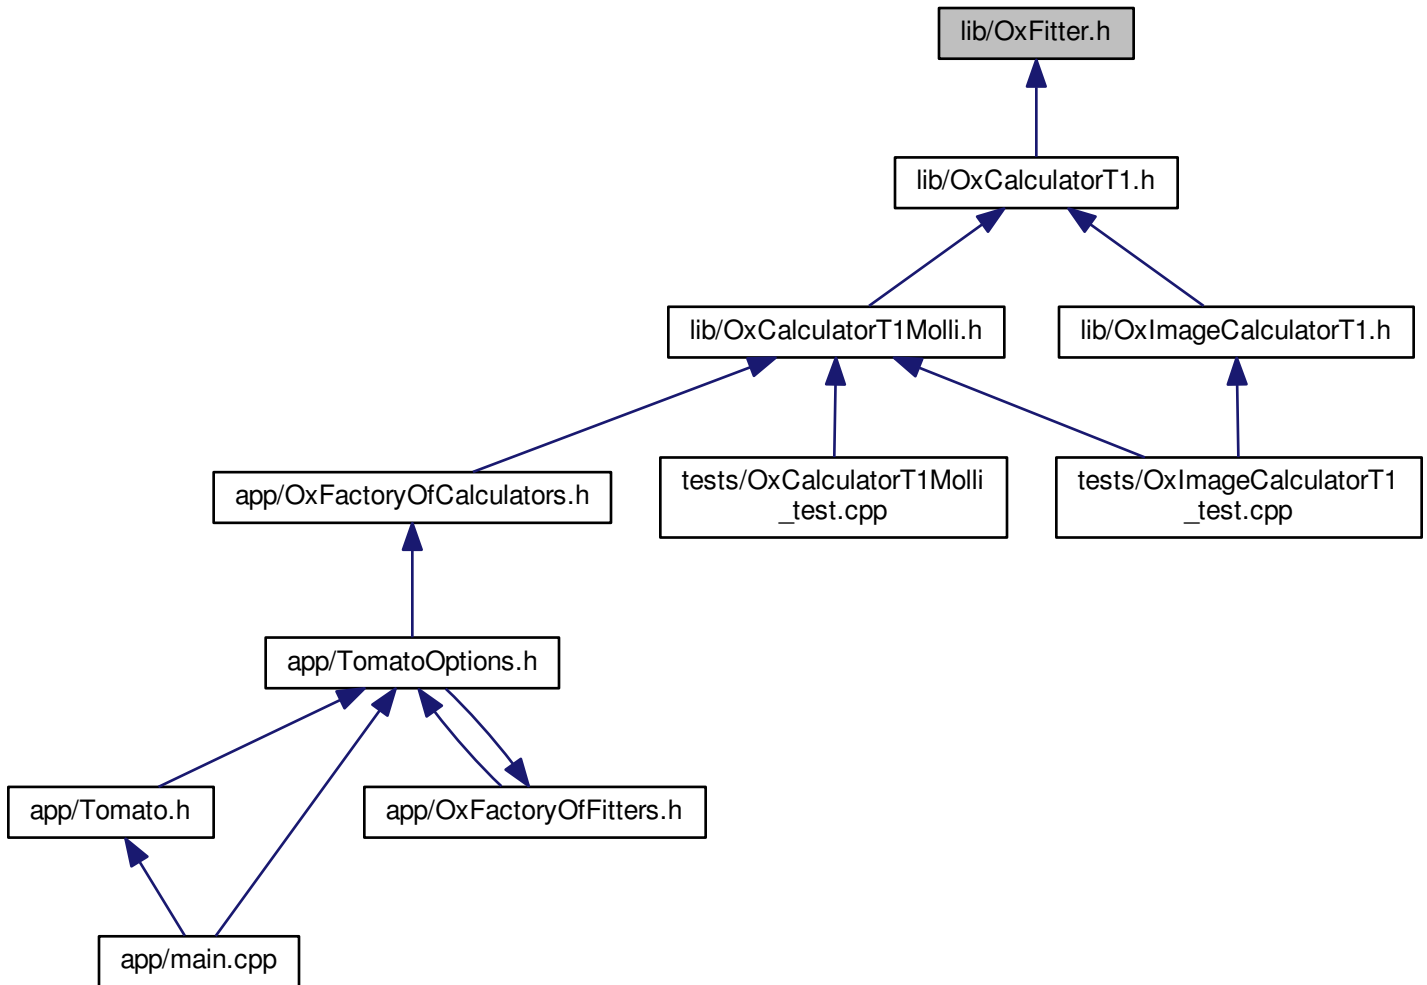 lib/OxFitter.h
lib/OxCalculatorT1.h
lib/OxCalculatorT1Molli.h
lib/OxImageCalculatorT1.h
app/OxFactoryOfCalculators.h
tests/OxCalculatorT1Molli
_test.cpp
tests/OxImageCalculatorT1
_test.cpp
app/TomatoOptions.h
app/Tomato.h
app/OxFactoryOfFitters.h
app/main.cpp